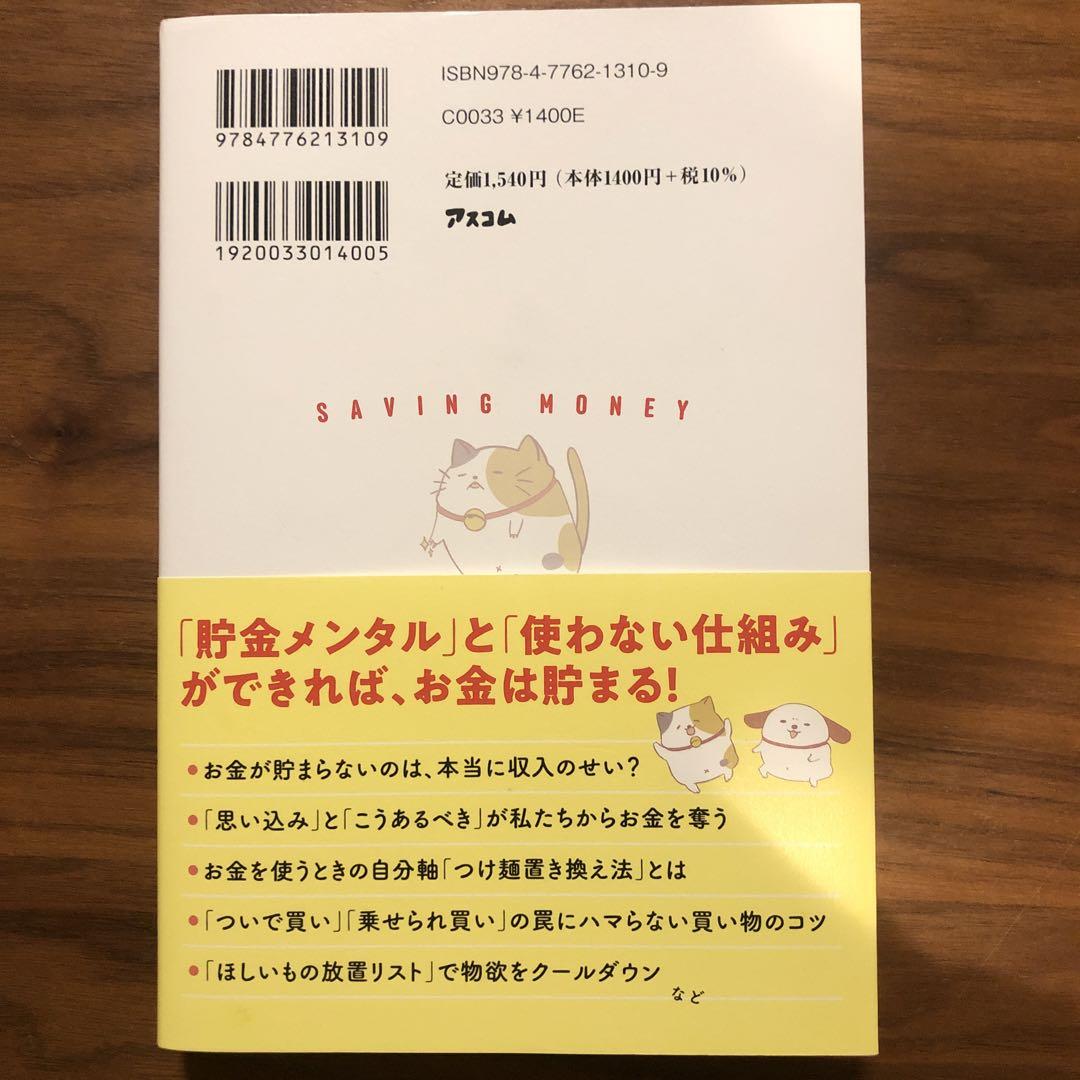 ISBN978-4-7762-1310-9
9784776213109
C0033 ¥1400E
定価1,540円（本体1400円+税10%）
アスコム
1920033014005
SAVING MONEY
「貯金メンタル」と「使わない仕組み」
ができれば、お金は貯まる!
•お金が貯まらないのは、本当に収入のせい?
•「思い込み」と「こうあるべき」が私たちからお金を奪う
•お金を使うときの自分軸「つけ麺置き換え法」とは
•「ついで買い」「乗せられ買い」の罠にハマらない買い物のコツ
•「ほしいもの放置リスト」で物欲をクールダウン
など